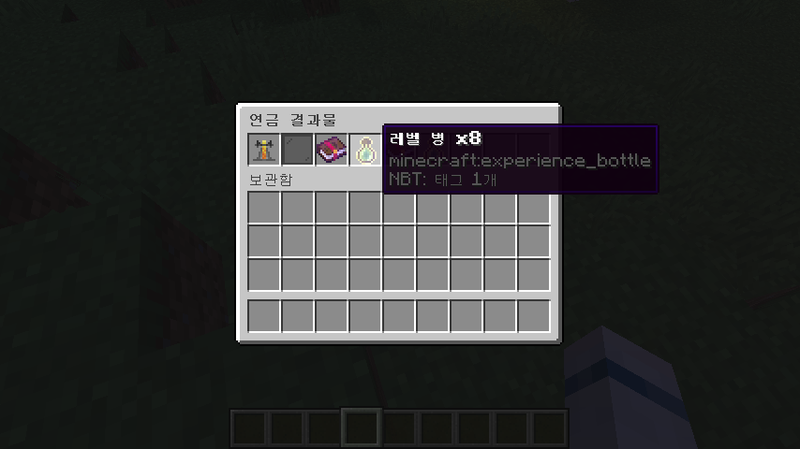 연금 결과물
레벨 병 x8
minecraft:experience_bottle
NBT: 태그 1개
보관함